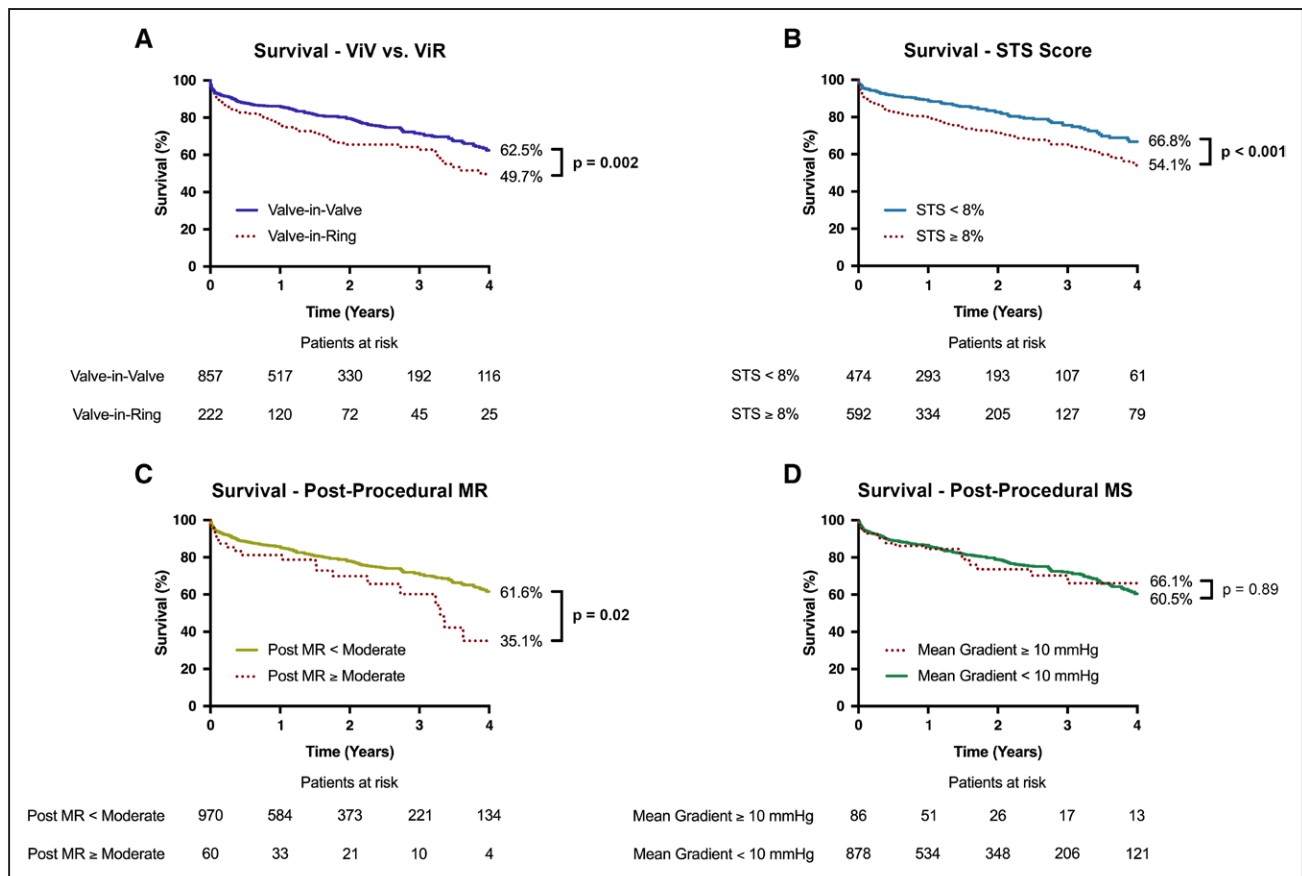 A
Survival - ViV vs. ViR
100
80
60
40
20
0
Survival (%)
62.5%
49.7%
p = 0.002
Valve-in-Valve
Valve-in-Ring
0 1 2 3 4
Time (Years)
Patients at risk
Valve-in-Valve 857 517 330 192 116
Valve-in-Ring 222 120 72 45 25
B
Survival - STS Score
100
80
60
40
20
0
Survival (%)
66.8%
54.1%
p < 0.001
STS < 8%
STS ≥ 8%
0 1 2 3 4
Time (Years)
Patients at risk
STS < 8% 474 293 193 107 61
STS ≥ 8% 592 334 205 127 79
C
Survival - Post-Procedural MR
100
80
60
40
20
0
Survival (%)
61.6%
35.1%
p = 0.02
Post MR < Moderate
Post MR ≥ Moderate
0 1 2 3 4
Time (Years)
Patients at risk
Post MR < Moderate 970 584 373 221 134
Post MR ≥ Moderate 60 33 21 10 4
D
Survival - Post-Procedural MS
100
80
60
40
20
0
Survival (%)
66.1%
60.5%
p = 0.89
Mean Gradient ≥ 10 mmHg
Mean Gradient < 10 mmHg
0 1 2 3 4
Time (Years)
Patients at risk
Mean Gradient ≥ 10 mmHg 86 51 26 17 13
Mean Gradient < 10 mmHg 878 534 348 206 121